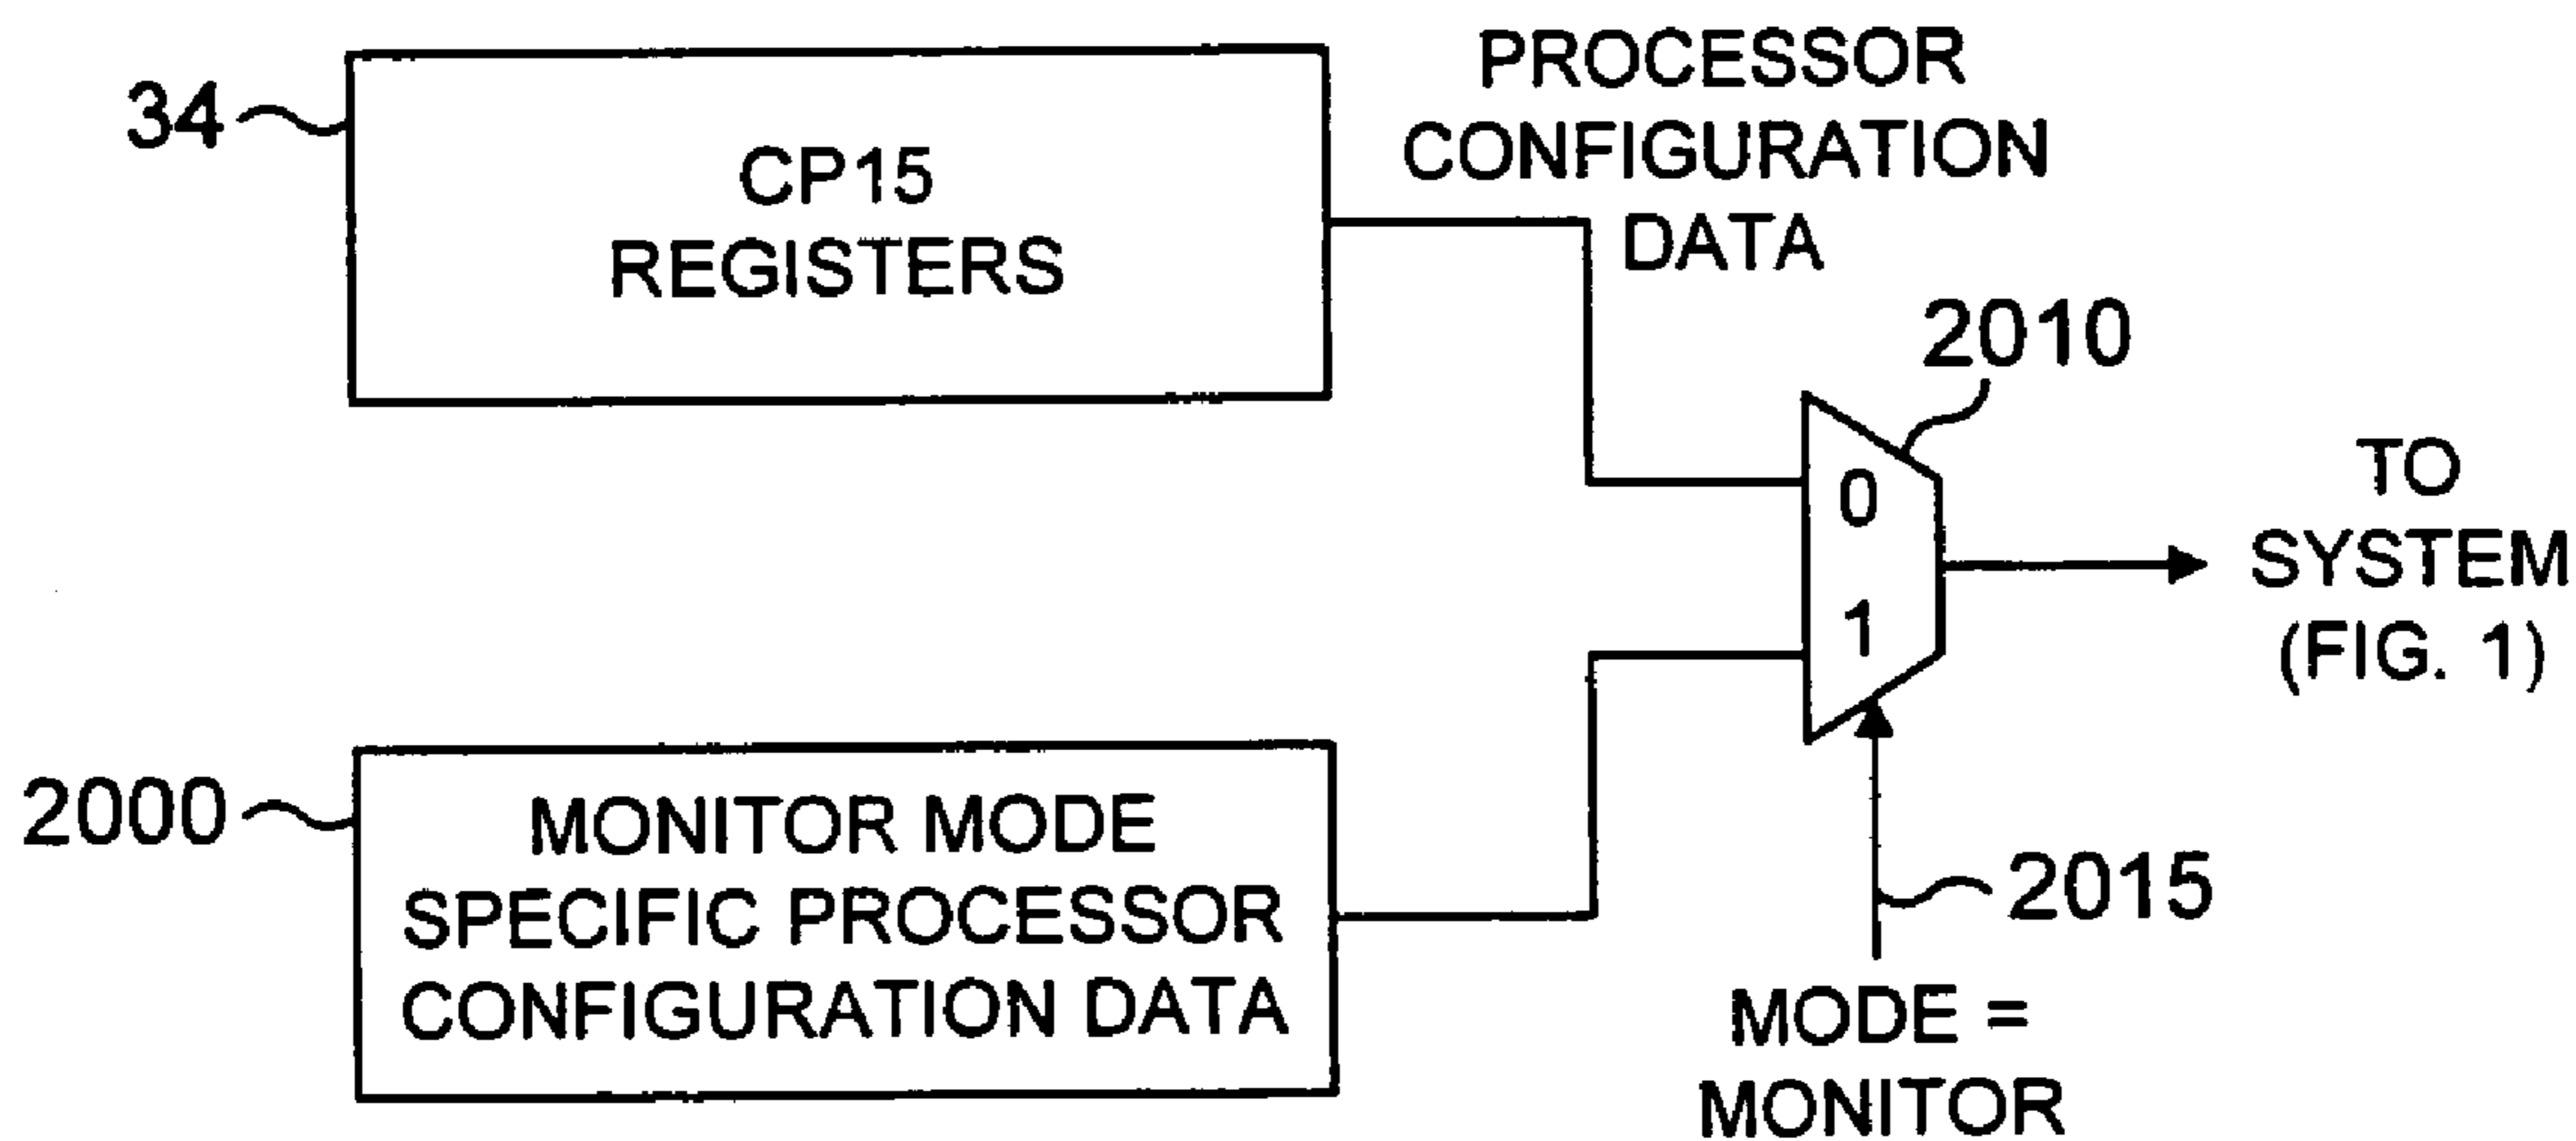 34
CP15
REGISTERS
PROCESSOR
CONFIGURATION
DATA
2010
0
1
TO
SYSTEM
(FIG. 1)
2000
MONITOR MODE
SPECIFIC PROCESSOR
CONFIGURATION DATA
2015
MODE =
MONITOR